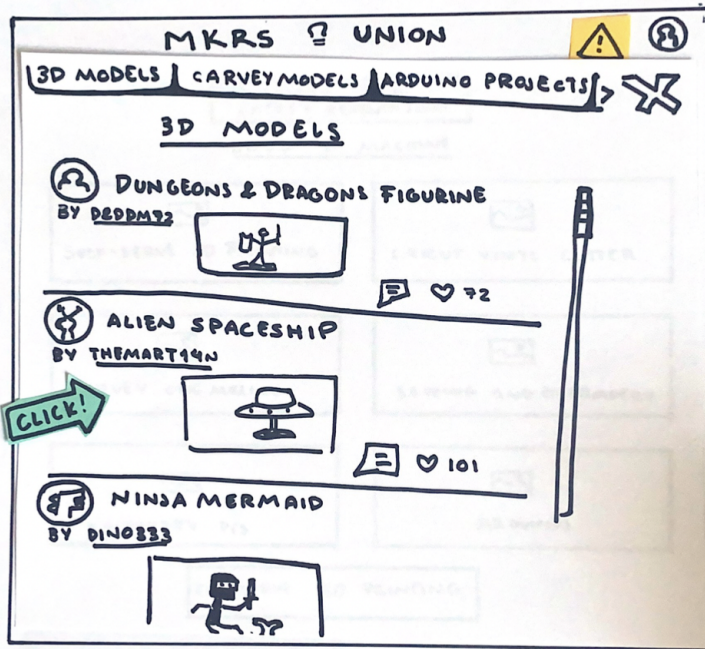 MKRS UNION
3D MODELS CARVEY MODELS ARDUINO PROJECTS >
3D MODELS
DUNGEONS & DRAGONS FIGURINE
BY D&DDM72
72
ALIEN SPACESHIP
BY THEMART14N
CLICK!
101
NINJA MERMAID
BY DINO333